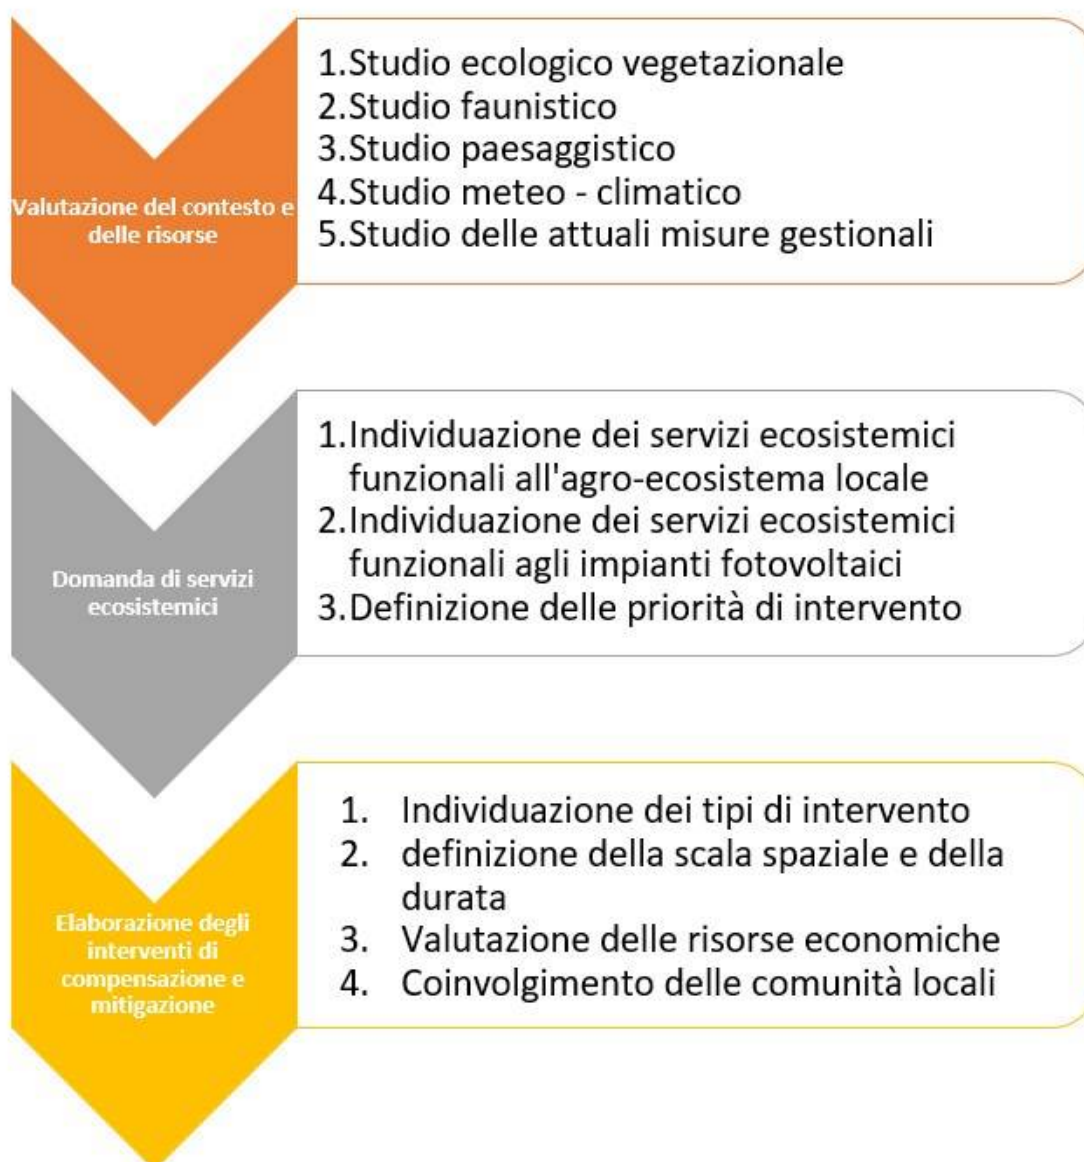 Valutazione del contesto e
delle risorse
1.Studio ecologico vegetazionale
2.Studio faunistico
3.Studio paesaggistico
4.Studio meteo - climatico
5.Studio delle attuali misure gestionali
Domanda di servizi
ecosistemici
1.Individuazione dei servizi ecosistemici
funzionali all'agro-ecosistema locale
2.Individuazione dei servizi ecosistemici
funzionali agli impianti fotovoltaici
3.Definizione delle priorità di intervento
Elaborazione degli
interventi di
compensazione e
mitigazione
1. Individuazione dei tipi di intervento
2. definizione della scala spaziale e della
durata
3. Valutazione delle risorse economiche
4. Coinvolgimento delle comunità locali